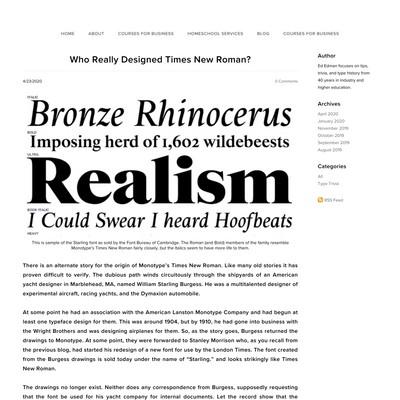 HOME ABOUT COURSES FOR BUSINESS HOMESCHOOL SERVICES BLOG COURSES FOR BUSINESS
Who Really Designed Times New Roman?
4/23/2020
0 Comments
ITALIC
Bronze Rhinocerus
BOLD
Imposing herd of 1,602 wildebeests
ULTRA
Realism
BOOK ITALIC
I Could Swear I heard Hoofbeats
HEAVY
This is sample of the Starling font as sold by the Font Bureau of Cambridge. The Roman (and Bold) members of the family resemble
Monotype's Times New Roman fairly closely, but the italics seem to have more life to them.
There is an alternate story for the origin of Monotype's Times New Roman. Like many old stories it has
proven difficult to verify. The dubious path winds circuitously through the shipyards of an American
yacht designer in Marblehead, MA, named William Starling Burgess. He was a multitalented designer of
experimental aircraft, racing yachts, and the Dymaxion automobile.
At some point he had an association with the American Lanston Monotype Company and had begun at
least one typeface design for them. This was around 1904, but by 1910, he had gone into business with
the Wright Brothers and was designing airplanes for them. So, as the story goes, Burgess returned the
drawings to Monotype. At some point, they were forwarded to Stanley Morrison who, as you recall from
the previous blog, had started his redesign of a new font for use by the London Times. The font created
from the Burgess drawings is sold today under the name of "Starling," and looks strikingly like Times
New Roman.
The drawings no longer exist. Neither does any correspondence from Burgess, supposedly requesting
that the font be used for his yacht company for internal documents. Let the record show that the
Author
Ed Edman focuses on tips,
trivia, and type history from
40 years in industry and
higher education.
Archives
April 2020
January 2020
November 2019
October 2019
September 2019
August 2019
Categories
All
Type Trivia
RSS Feed